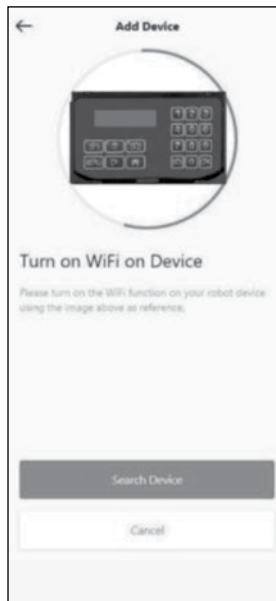 Add Device
Turn on WiFi on Device
Please turn on the WiFi function on your robot device
using the image above as reference.
Search Device
Cancel